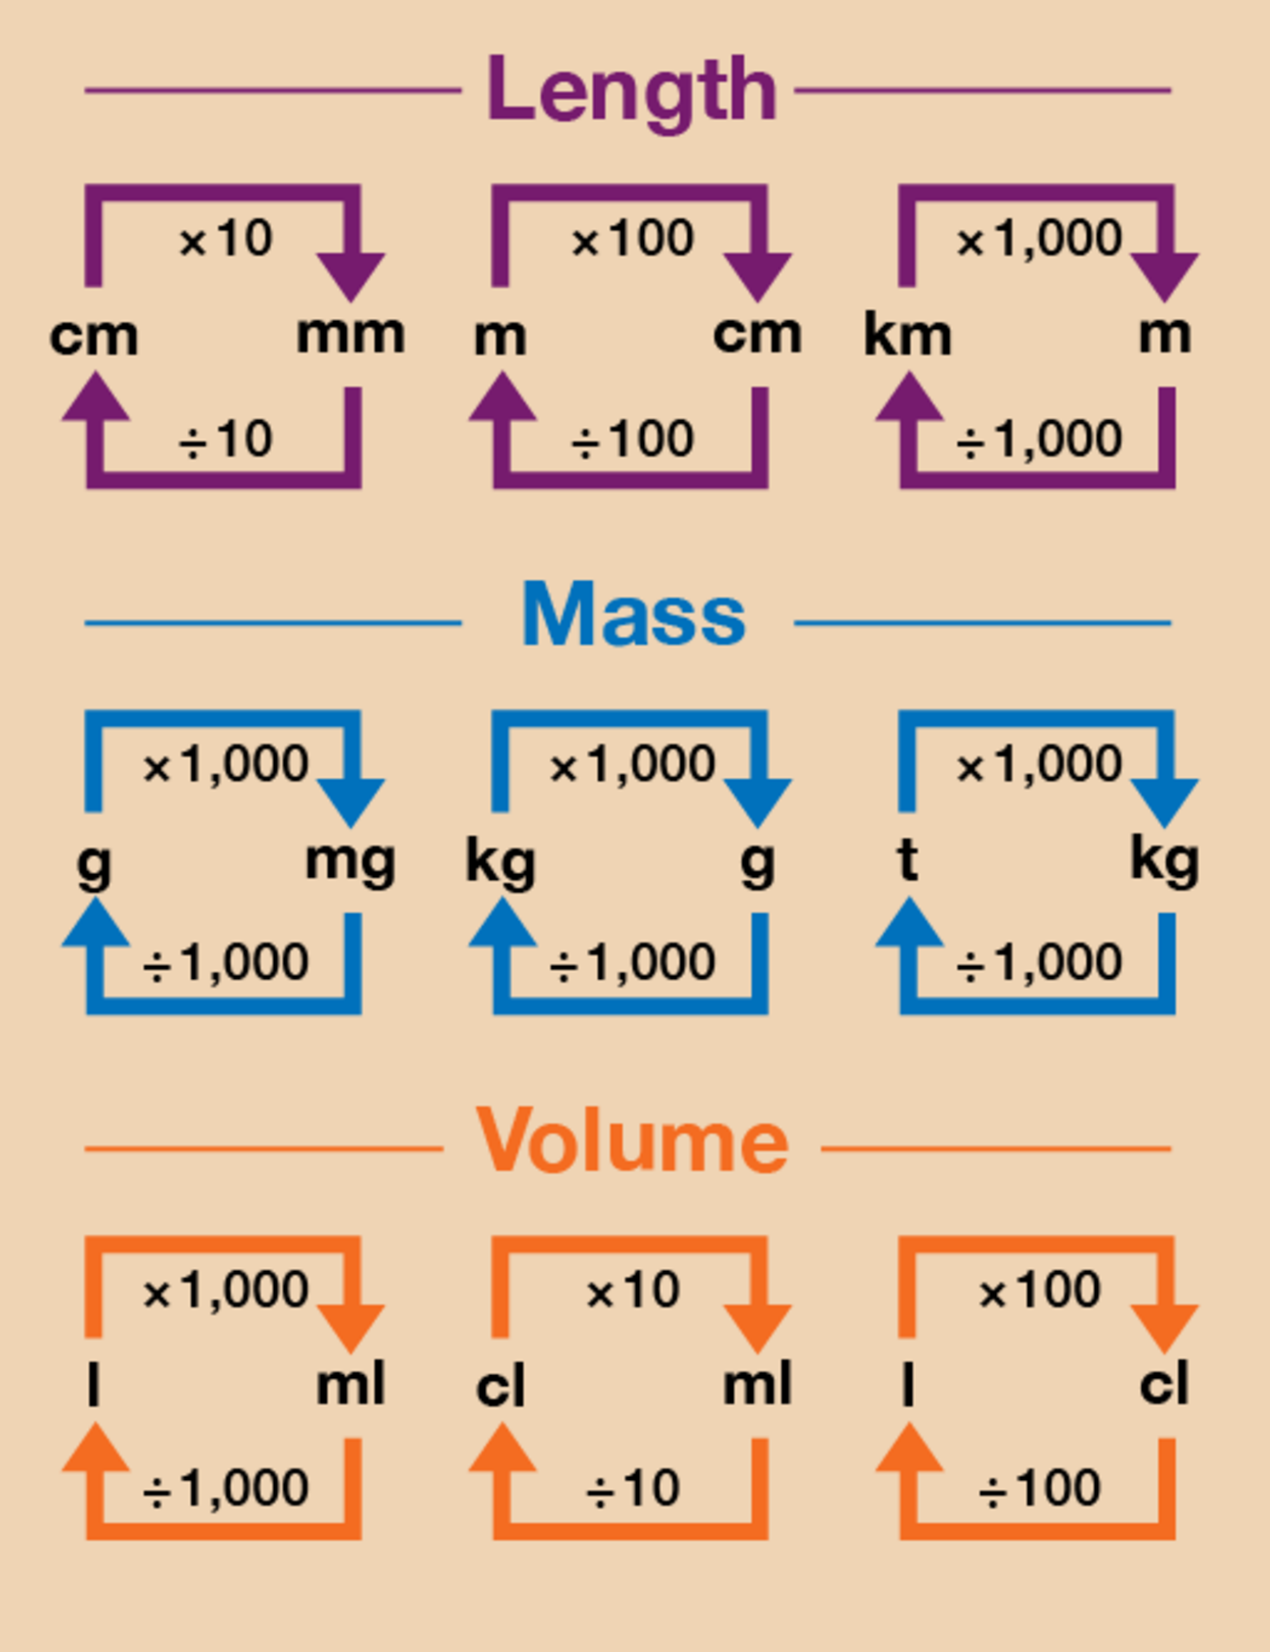 Length
×10 ×100 ×1,000
cm mm m cm km m
÷10 ÷100 ÷1,000
Mass
×1,000 ×1,000 ×1,000
g mg kg g t kg
÷1,000 ÷1,000 ÷1,000
Volume
×1,000 ×10 ×100
l ml cl ml l cl
÷1,000 ÷10 ÷100